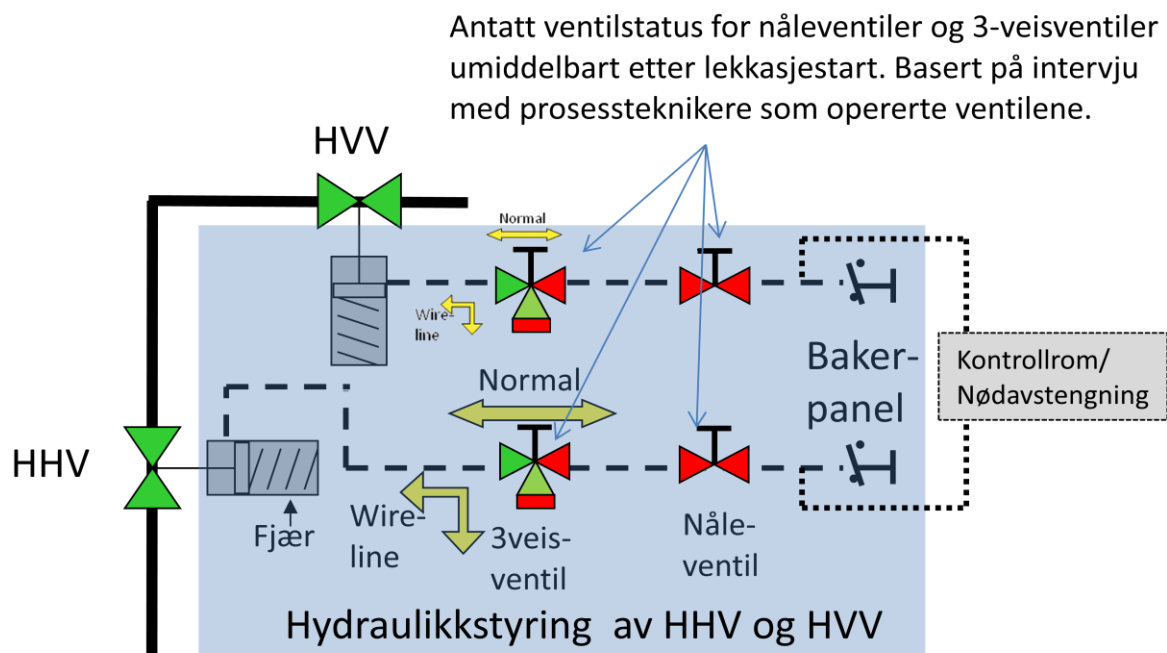 Antatt ventilstatus for nåleventiler og 3-veisventiler
umiddelbart etter lekkasjestart. Basert på intervju
med prosessteknikere som opererte ventilene.
HVV
Normal
Wire-
line
Normal
Baker-
panel
Kontrollrom/
Nødavstengning
HHV
Fjær
Wire-
line
3veis-
ventil
Nåle-
ventil
Hydraulikkstyring av HHV og HVV